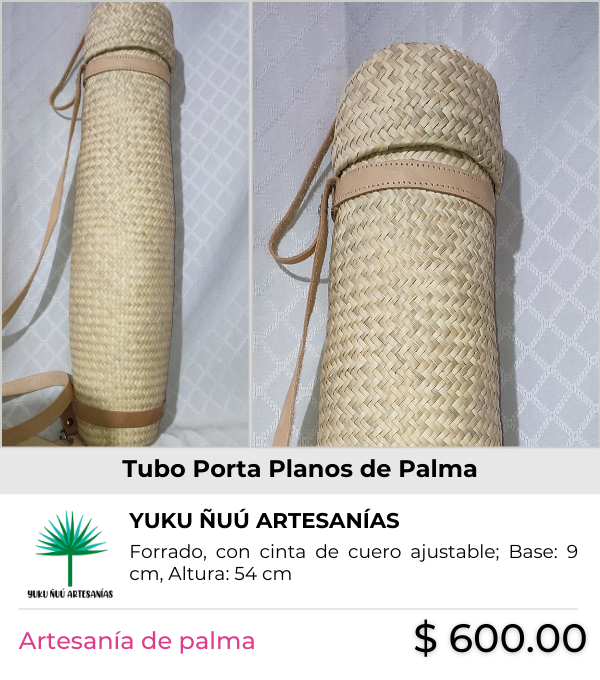 Tubo Porta Planos de Palma
YUKU ÑUÚ ARTESANÍAS
Forrado, con cinta de cuero ajustable; Base: 9
cm, Altura: 54 cm
YUKU ÑUÚ ARTESANÍAS
Artesanía de palma
$ 600.00